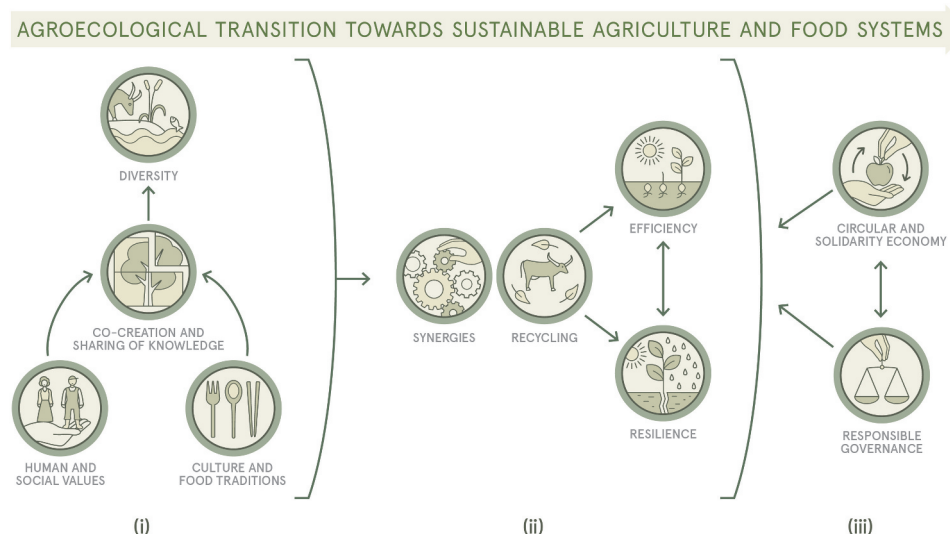 AGROECOLOGICAL TRANSITION TOWARDS SUSTAINABLE AGRICULTURE AND FOOD SYSTEMS
DIVERSITY
CO-CREATION AND
SHARING OF KNOWLEDGE
HUMAN AND
SOCIAL VALUES
CULTURE AND
FOOD TRADITIONS
(i)
SYNERGIES
RECYCLING
EFFICIENCY
RESILIENCE
(ii)
CIRCULAR AND
SOLIDARITY ECONOMY
RESPONSIBLE
GOVERNANCE
(iii)